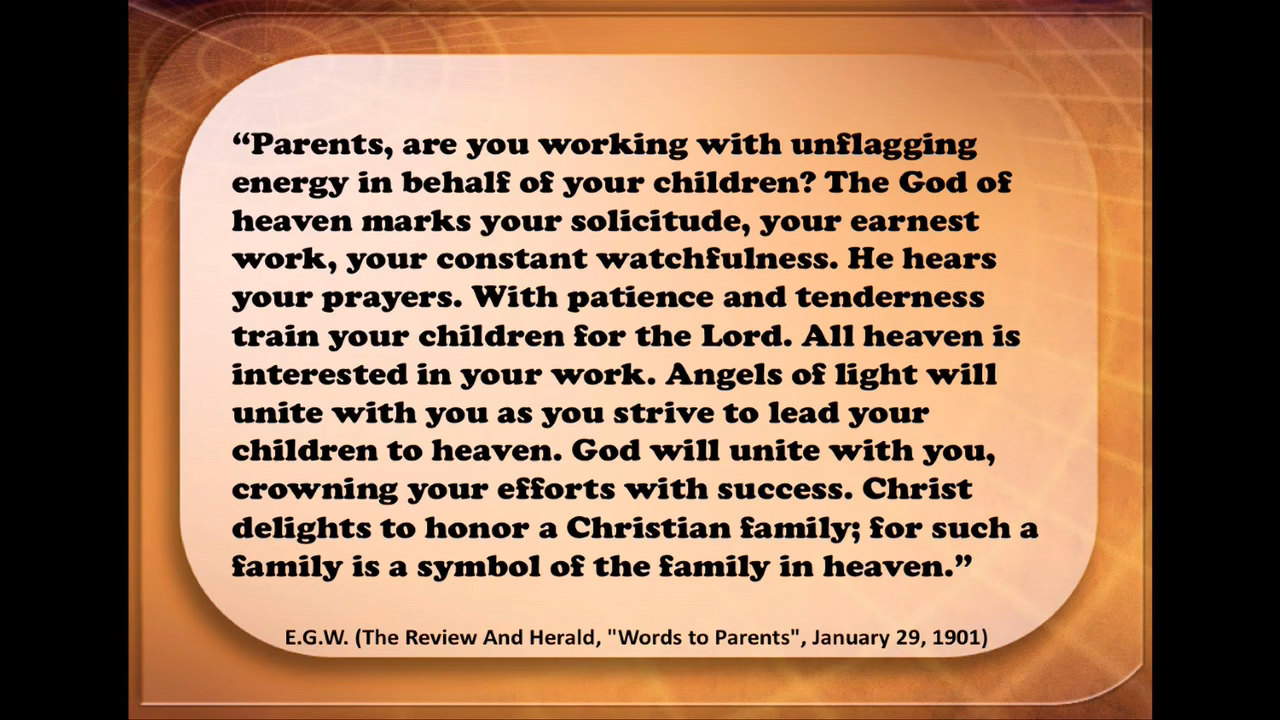 “Parents, are you working with unflagging
energy in behalf of your children? The God of
heaven marks your solicitude, your earnest
work, your constant watchfulness. He hears
your prayers. With patience and tenderness
train your children for the Lord. All heaven is
interested in your work. Angels of light will
unite with you as you strive to lead your
children to heaven. God will unite with you,
crowning your efforts with success. Christ
delights to honor a Christian family; for such a
family is a symbol of the family in heaven.”
E.G.W. (The Review And Herald, "Words to Parents", January 29, 1901)